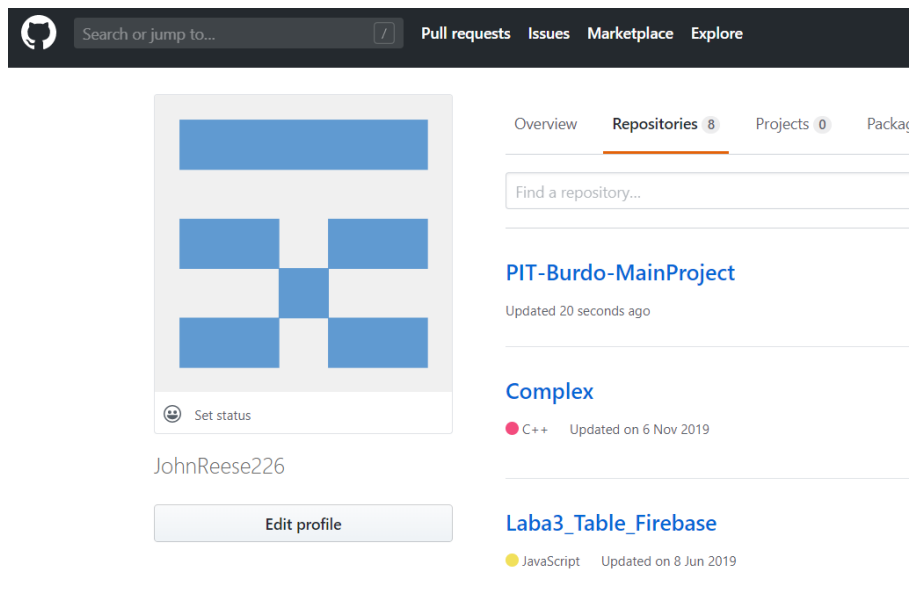 Search or jump to... /
Pull requests Issues Marketplace Explore
Overview Repositories 8 Projects 0
Find a repository...
PIT-Burdo-MainProject
Updated 20 seconds ago
Complex
C++ Updated on 6 Nov 2019
Set status
JohnReese226
Edit profile
Laba3_Table_Firebase
JavaScript Updated on 8 Jun 2019